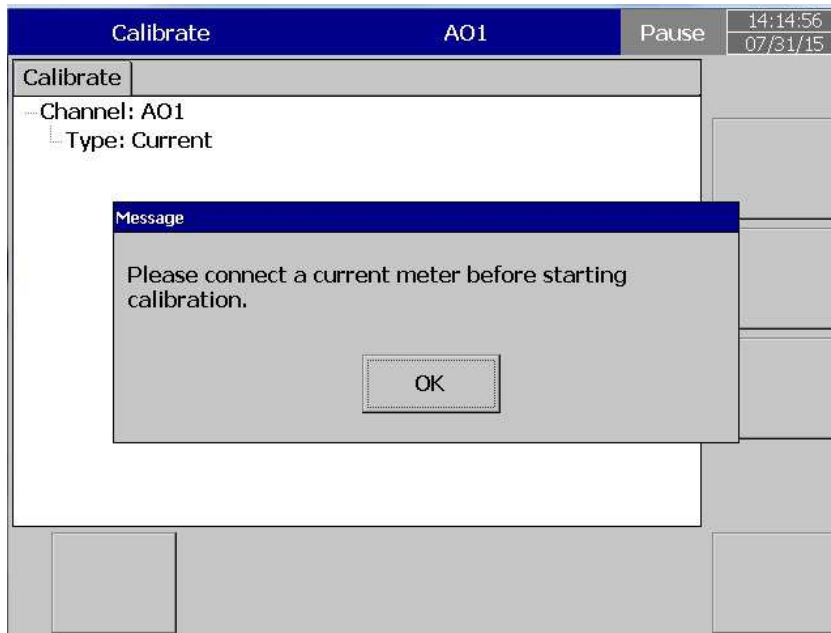 Calibrate AO1 Pause 14:14:56
07/31/15
Calibrate
Channel: AO1
Type: Current
Message
Please connect a current meter before starting
calibration.
OK